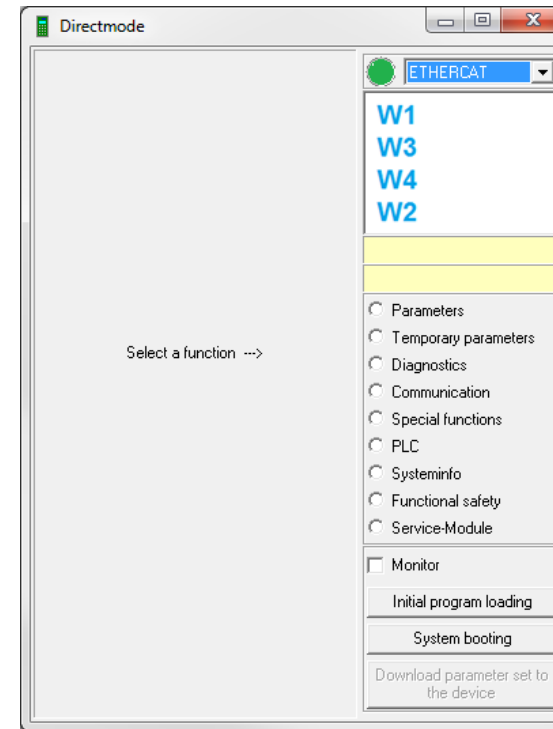 Directmode
ETHERCAT
W1
W3
W4
W2
Select a function --->
Parameters
Temporary parameters
Diagnostics
Communication
Special functions
PLC
Systeminfo
Functional safety
Service-Module
Monitor
Initial program loading
System booting
Download parameter set to
the device